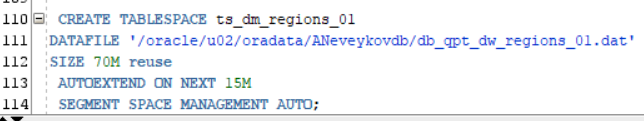 110 CREATE TABLESPACE ts_dm_regions_01
111 DATAFILE '/oracle/u02/oradata/ANeveykovdb/db_qpt_dw_regions_01.dat'
112 SIZE 70M reuse
113 AUTOEXTEND ON NEXT 15M
114 SEGMENT SPACE MANAGEMENT AUTO;